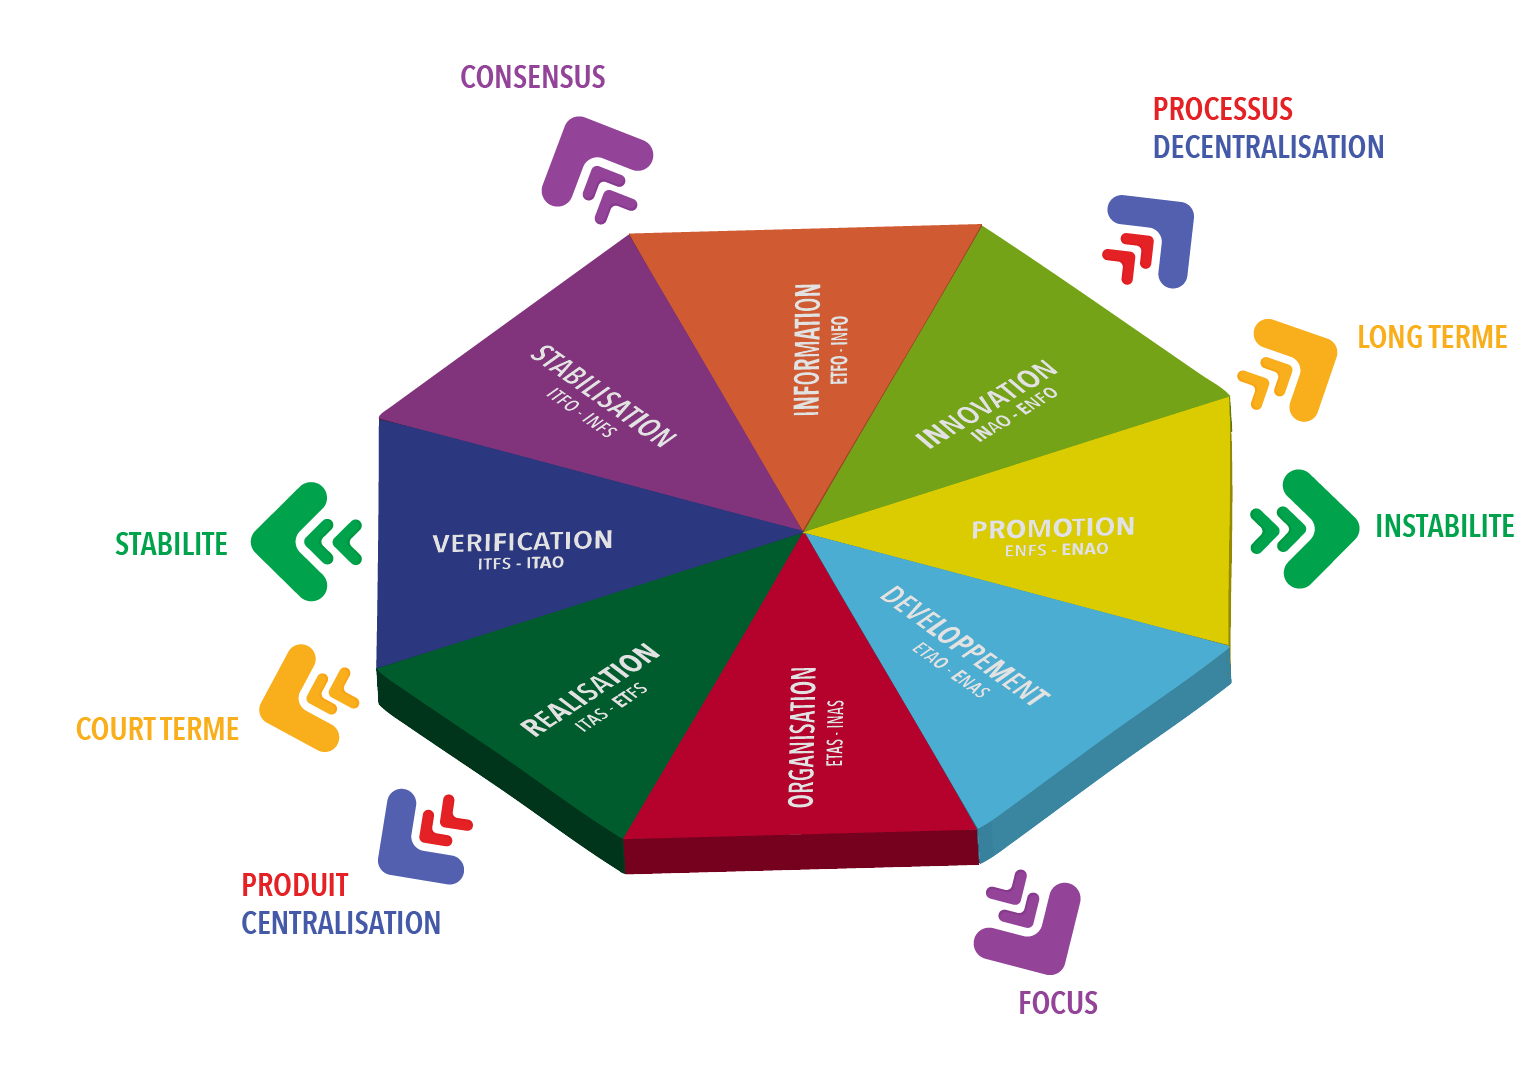 CONSENSUS
PROCESSUS
DECENTRALISATION
LONG TERME
INFORMATION
ETFO - INFO
STABILISATION
ITFO - INFS
INNOVATION
INAO - ENFO
STABILITE
VERIFICATION
ITFS - ITAO
PROMOTION
ENFS - ENAO
INSTABILITE
DEVELOPPEMENT
ETAO - ENAS
REALISATION
ITAS - ETFS
ORGANISATION
ETAS - INAS
COURT TERME
PRODUIT
CENTRALISATION
FOCUS